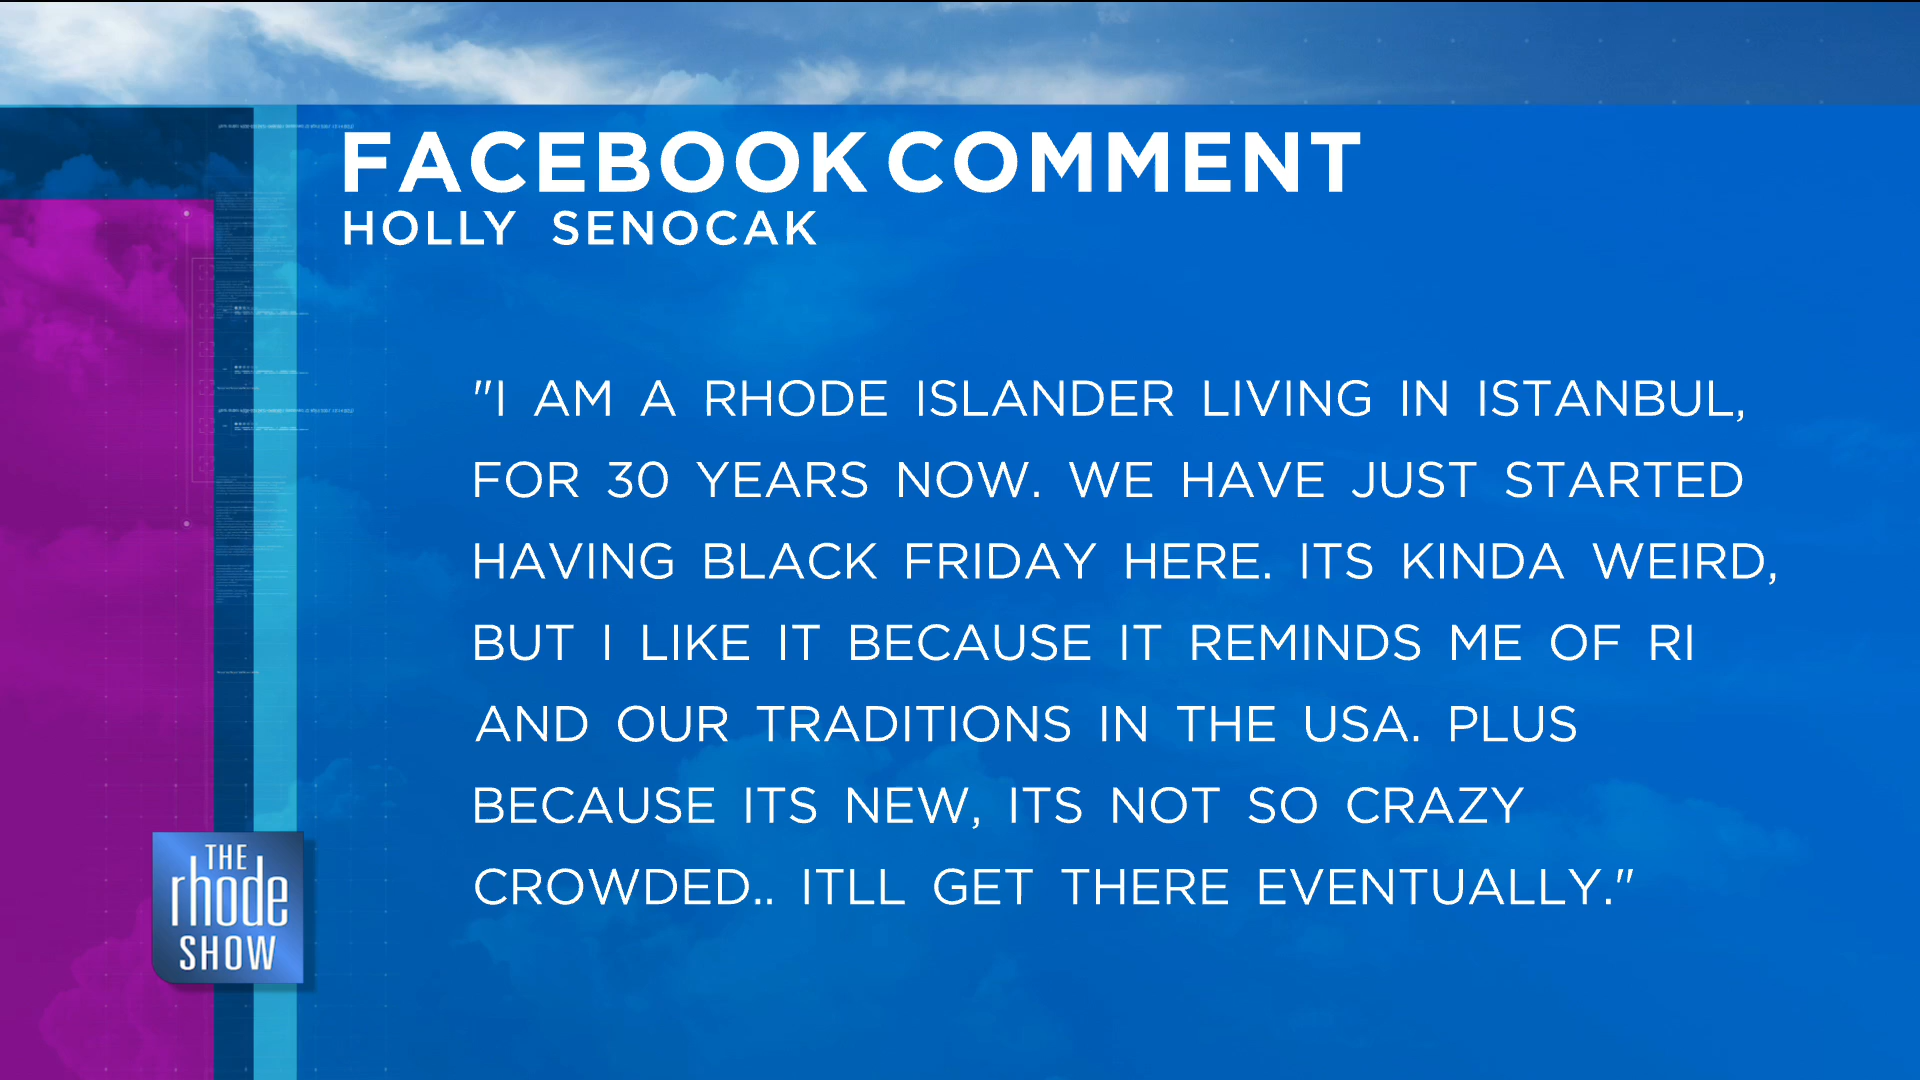 FACEBOOK COMMENT
HOLLY SENOCAK
"I AM A RHODE ISLANDER LIVING IN ISTANBUL,
FOR 30 YEARS NOW. WE HAVE JUST STARTED
HAVING BLACK FRIDAY HERE. ITS KINDA WEIRD,
BUT I LIKE IT BECAUSE IT REMINDS ME OF RI
AND OUR TRADITIONS IN THE USA. PLUS
BECAUSE ITS NEW, ITS NOT SO CRAZY
CROWDED.. ITLL GET THERE EVENTUALLY."
THE
rhode
SHOW